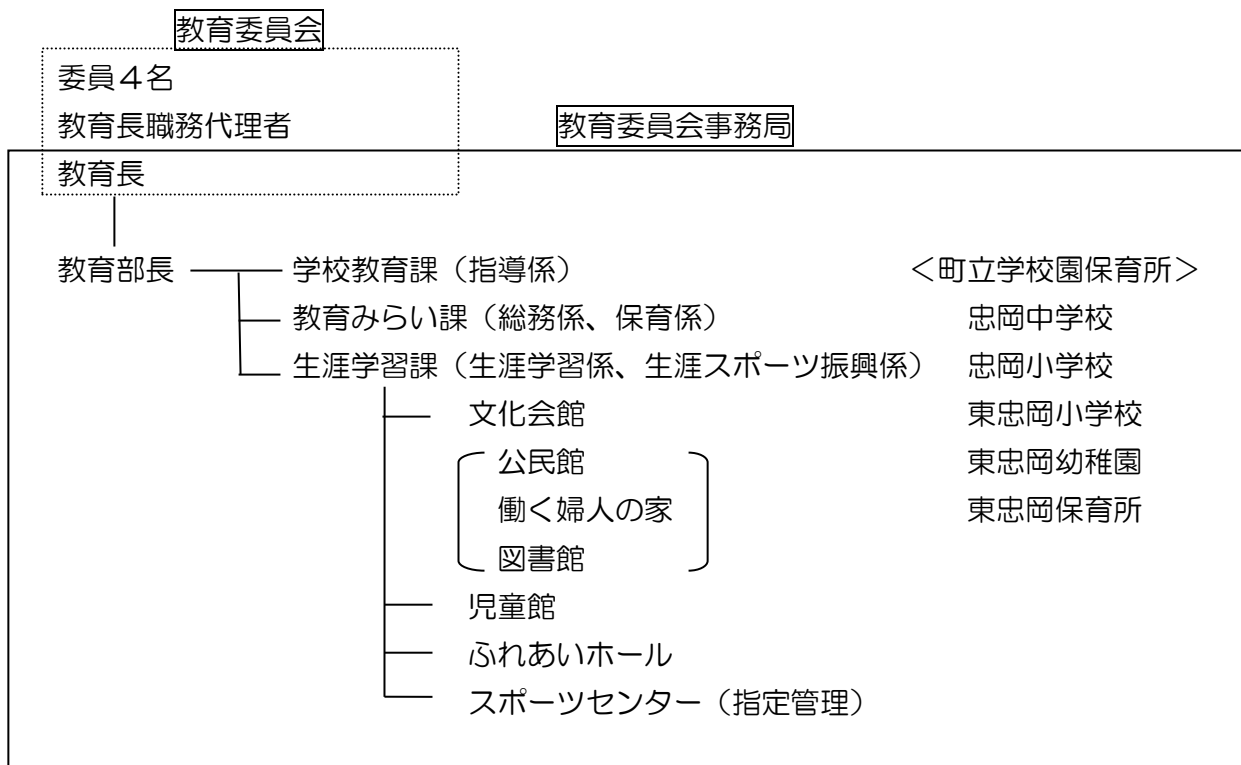 教育委員会
委員４名
教育長職務代理者
教育委員会事務局
教育長
教育部長 学校教育課（指導係） ＜町立学校園保育所＞
教育みらい課（総務係、保育係） 忠岡中学校
生涯学習課（生涯学習係、生涯スポーツ振興係） 忠岡小学校
文化会館 東忠岡小学校
公民館 東忠岡幼稚園
働く婦人の家 東忠岡保育所
図書館
児童館
ふれあいホール
スポーツセンター（指定管理）